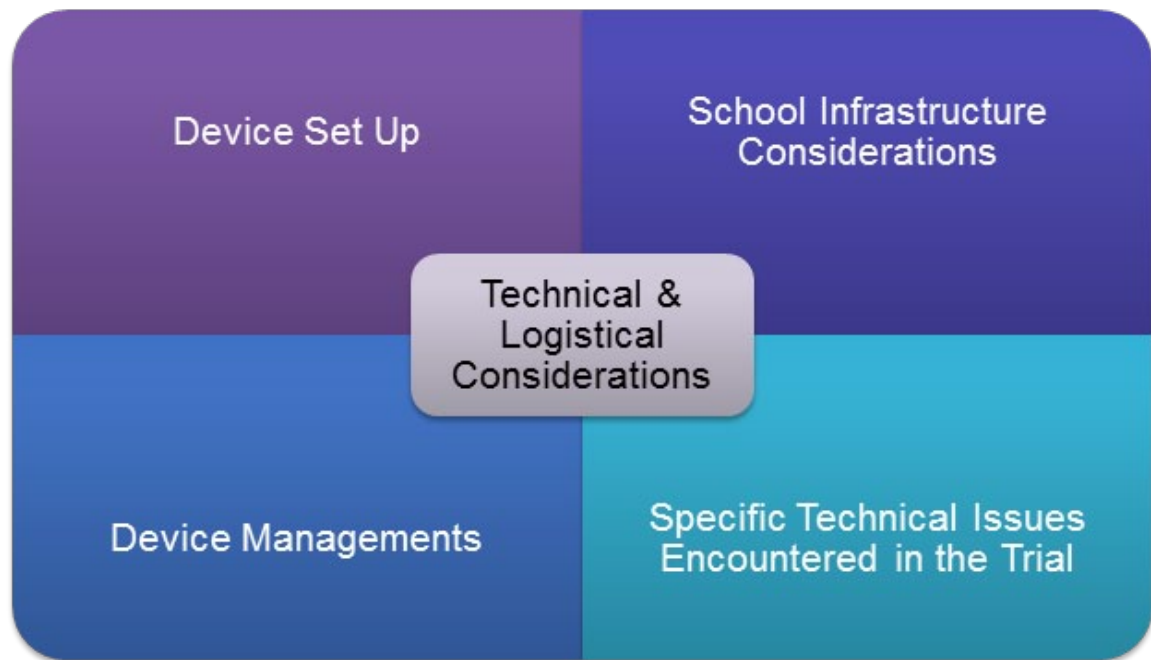 Device Set Up
School Infrastructure
Considerations
Technical &
Logistical
Considerations
Device Managements
Specific Technical Issues
Encountered in the Trial